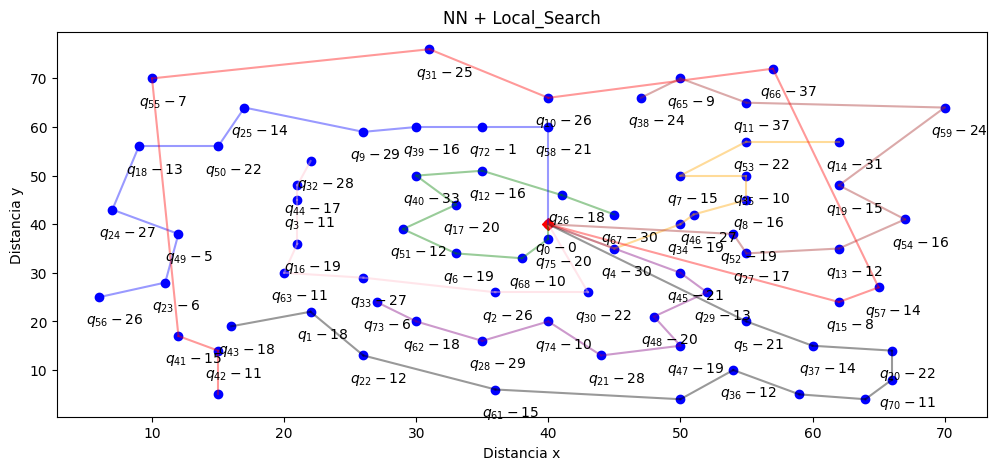 NN + Local_Search
Distancia y
70
60
50
40
30
20
10
q31 − 25
q55 − 7
q66 − 37
q65 − 9
q10 − 26
q38 − 24
q11 − 37
q59 − 24
q25 − 14
q9 − 29
q39 − 16
q72 − 1
q58 − 21
q18 − 13
q50 − 22
q53 − 22
q14 − 31
q32 − 28
q12 − 16
q40 − 33
q7 − 15
q44 − 17
q26 − 18
q19 − 15
q3 − 11
q8 − 16
q24 − 27
q17 − 20
q67 − 30
q46 − 27
q54 − 16
q49 − 5
q51 − 12
q0 − 0
q34 − 19
q52 − 19
q16 − 19
q6 − 19
q75 − 20
q4 − 30
q27 − 17
q13 − 12
q63 − 11
q33 − 27
q68 − 10
q45 − 21
q56 − 26
q23 − 6
q73 − 6
q2 − 26
q30 − 22
q29 − 13
q15 − 8
q57 − 14
q43 − 18
q1 − 18
q62 − 18
q74 − 10
q48 − 20
q5 − 21
q41 − 15
q42 − 11
q22 − 12
q28 − 29
q21 − 28
q47 − 19
q37 − 14
q61 − 15
q36 − 12
q70 − 11
10
20
30
40
50
60
70
Distancia x